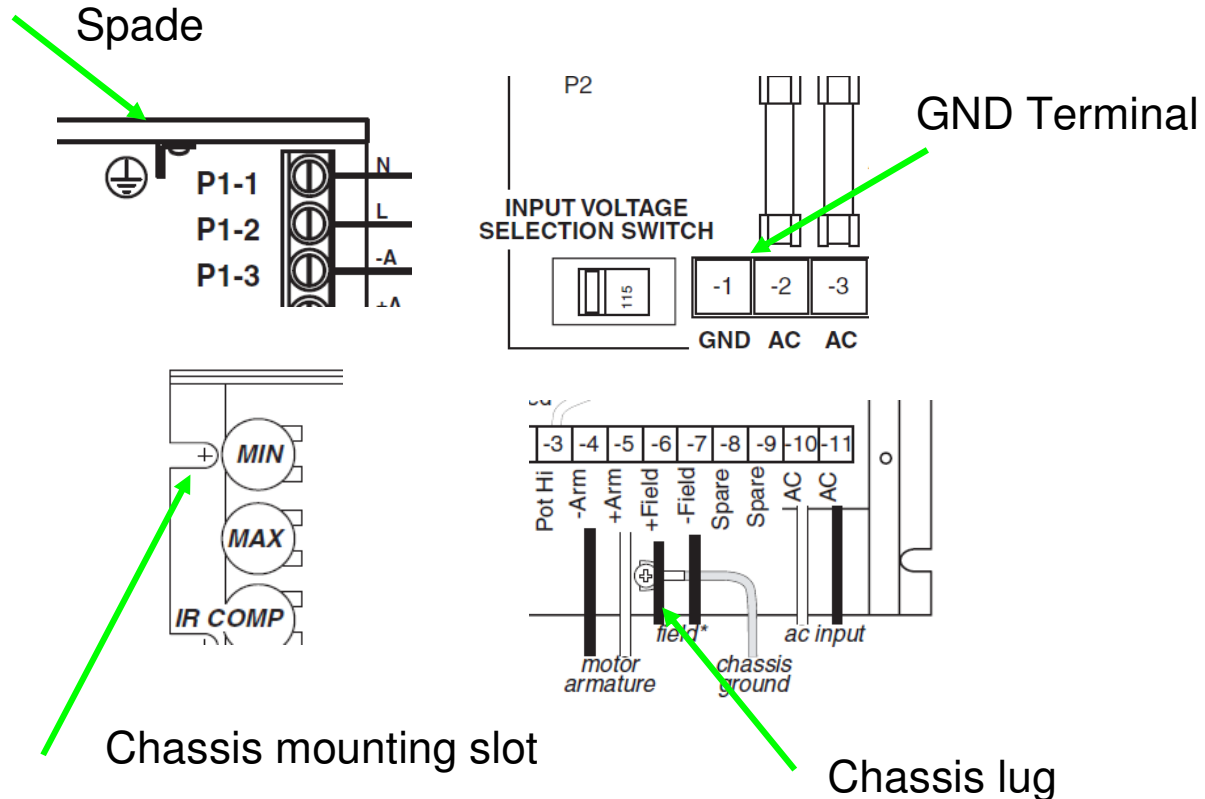 Spade
P1-1
P1-2
P1-3
N
L
-A
P2
GND Terminal
INPUT VOLTAGE
SELECTION SWITCH
115
-1 -2 -3
GND AC AC
MIN
MAX
IR COMP
-3 -4 -5 -6 -7 -8 -9 -10 -11
Pot Hi
-Arm
+Arm
+Field
-Field
Spare
Spare
AC
AC
field*
ac input
motor
armature
chassis
ground
Chassis mounting slot
Chassis lug